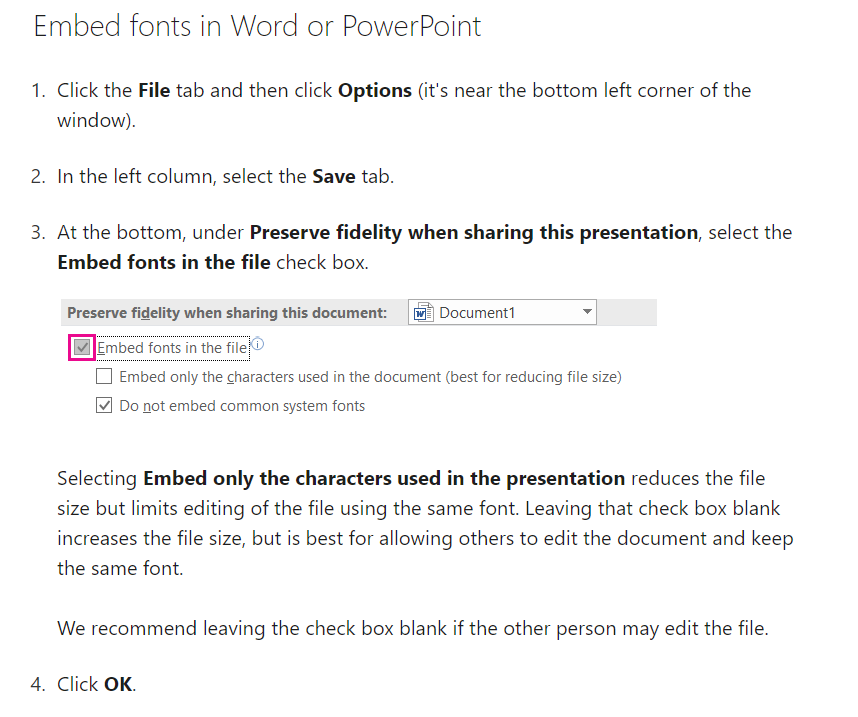 Embed fonts in Word or PowerPoint
1. Click the File tab and then click Options (it's near the bottom left corner of the
window).
2. In the left column, select the Save tab.
3. At the bottom, under Preserve fidelity when sharing this presentation, select the
Embed fonts in the file check box.
Preserve fidelity when sharing this document: Document1
Embed fonts in the file
Embed only the characters used in the document (best for reducing file size)
Do not embed common system fonts
Selecting Embed only the characters used in the presentation reduces the file
size but limits editing of the file using the same font. Leaving that check box blank
increases the file size, but is best for allowing others to edit the document and keep
the same font.
We recommend leaving the check box blank if the other person may edit the file.
4. Click OK.